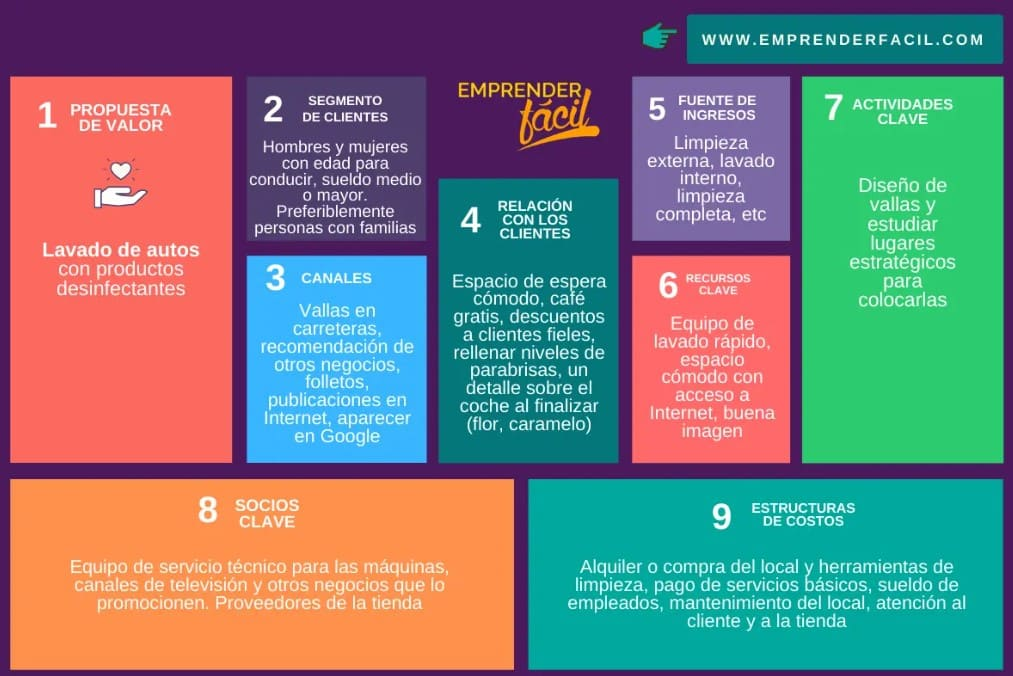 WWW.EMPRENDERFACIL.COM
1 PROPUESTA
DE VALOR
Lavado de autos
con productos
desinfectantes
2 SEGMENTO
DE CLIENTES
Hombres y mujeres
con edad para
conducir, sueldo medio
o mayor.
Preferiblemente
personas con familias
3 CANALES
Vallas en
carreteras,
recomendación de
otros negocios,
folletos,
publicaciones en
Internet, aparecer
en Google
EMPRENDER
fácil
4 RELACIÓN
CON LOS
CLIENTES
Espacio de espera
cómodo, café
gratis, descuentos
a clientes fieles,
rellenar niveles de
parabrisas, un
detalle sobre el
coche al finalizar
(flor, caramelo)
5 FUENTE DE
INGRESOS
Limpieza
externa, lavado
interno,
limpieza
completa, etc
6 RECURSOS
CLAVE
Equipo de
lavado rápido,
espacio
cómodo con
acceso a
Internet, buena
imagen
7 ACTIVIDADES
CLAVE
Diseño de
vallas y
estudiar
lugares
estratégicos
para
colocarlas
8 SOCIOS
CLAVE
Equipo de servicio técnico para las máquinas,
canales de televisión y otros negocios que lo
promocionen. Proveedores de la tienda
9 ESTRUCTURAS
DE COSTOS
Alquiler o compra del local y herramientas de
limpieza, pago de servicios básicos, sueldo de
empleados, mantenimiento del local, atención al
cliente y a la tienda